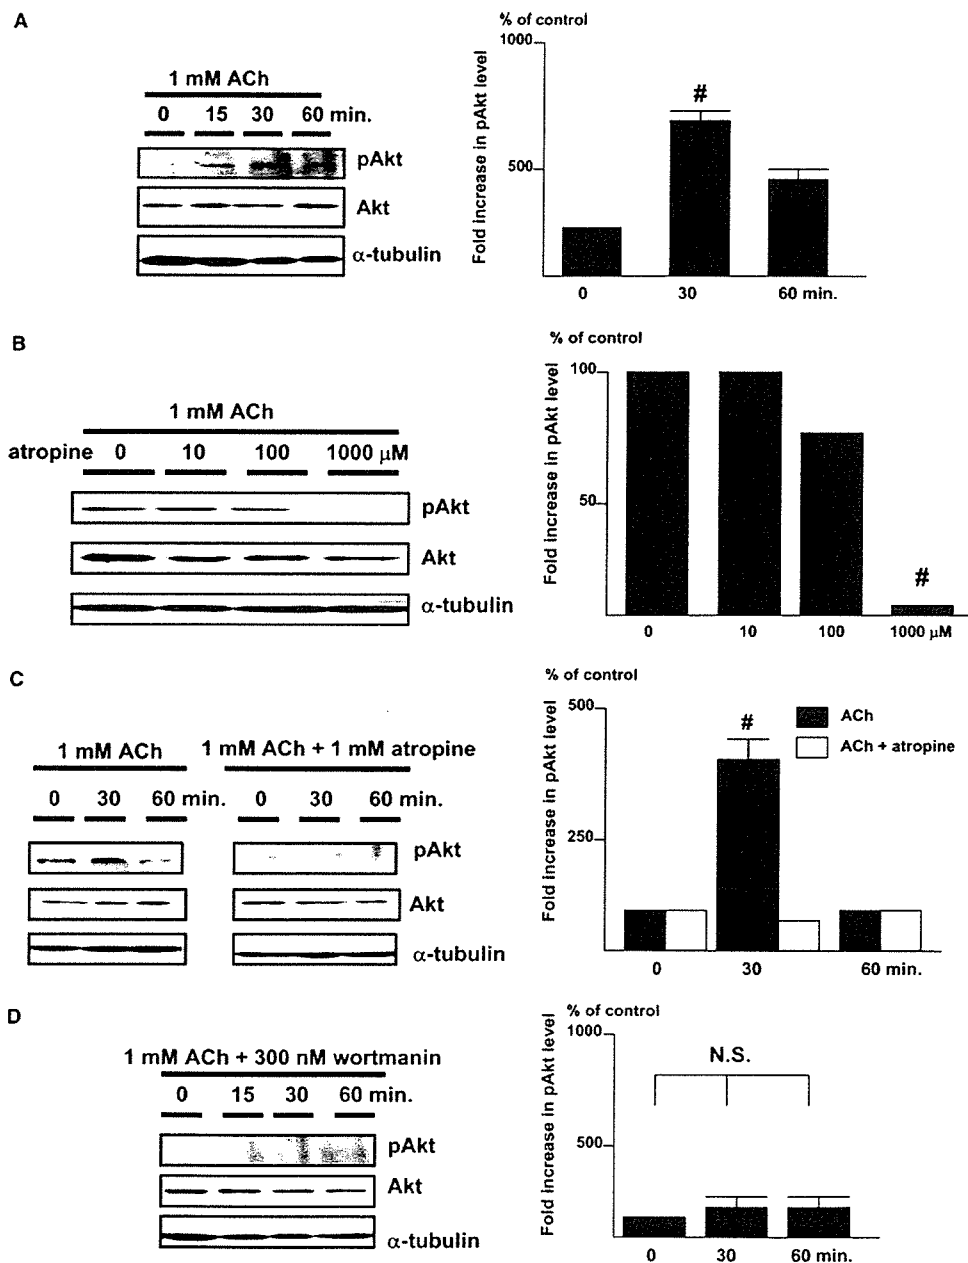 A
1 mM ACh
0 15 30 60 min.
pAkt
Akt
α-tubulin
% of control
Fold increase in pAkt level
1000
500
#
0 30 60 min.
B
1 mM ACh
atropine 0 10 100 1000 μM
pAkt
Akt
α-tubulin
% of control
Fold increase in pAkt level
100
50
#
0 10 100 1000 μM
C
1 mM ACh
0 30 60 min.
1 mM ACh + 1 mM atropine
0 30 60 min.
pAkt
Akt
α-tubulin
% of control
Fold increase in pAkt level
500
250
#
ACh
ACh + atropine
0 30 60 min.
D
1 mM ACh + 300 nM wortmanin
0 15 30 60 min.
pAkt
Akt
α-tubulin
% of control
Fold increase in pAkt level
1000
500
N.S.
0 30 60 min.